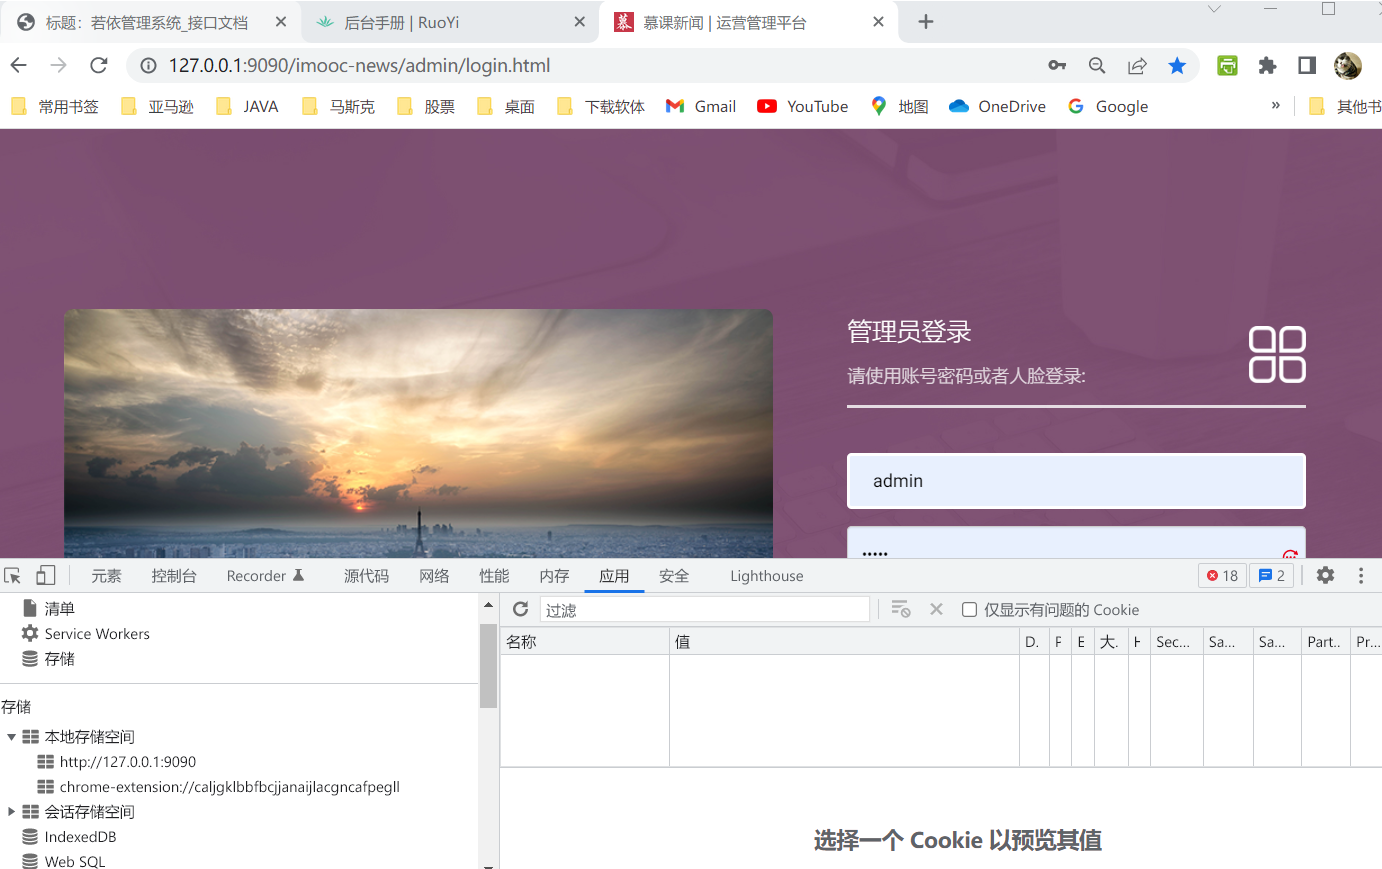 标题：若依管理系统_接口文档
后台手册 | RuoYi
慕课新闻 | 运营管理平台
127.0.0.1:9090/imooc-news/admin/login.html
常用书签
亚马逊
JAVA
马斯克
股票
桌面
下载软体
Gmail
YouTube
地图
OneDrive
Google
»
其他书
管理员登录
请使用账号密码或者人脸登录:
admin
•••••
元素
控制台
Recorder
源代码
网络
性能
内存
应用
安全
Lighthouse
18
2
清单
Service Workers
存储
过滤
仅显示有问题的 Cookie
名称
值
D.
F
E
大.
H
Sec...
Sa...
Sa...
Part..
Pr...
存储
本地存储空间
http://127.0.0.1:9090
chrome-extension://caljgklbbfbcjjanaijlacgncafpegll
会话存储空间
IndexedDB
Web SQL
选择一个 Cookie 以预览其值